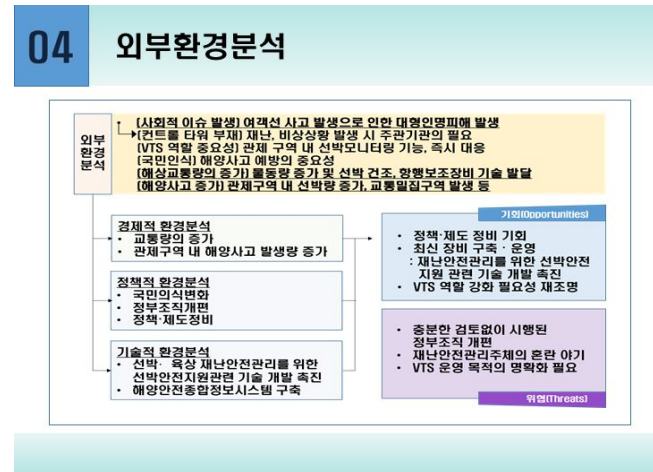 04
외부환경분석
외부
환경
분석
• (사회적 이슈 발생) 여객선 사고 발생으로 인한 대형인명피해 발생
(컨트롤 타워 부재) 재난, 비상상황 발생 시 주관기관의 필요
(VTS 역할 중요성) 관제 구역 내 선박모니터링 기능, 즉시 대응
(국민인식) 해양사고 예방의 중요성
(해상교통량의 증가) 물동량 증가 및 선박 건조, 항행보조장비 기술 발달
(해양사고 증가) 관제구역 내 선박량 증가, 교통밀집구역 발생 등
경제적 환경분석
• 교통량의 증가
• 관제구역 내 해양사고 발생량 증가
정책적 환경분석
• 국민의식변화
• 정부조직개편
• 정책·제도정비
기술적 환경분석
• 선박· 육상 재난안전관리를 위한
선박안전지원관련 기술 개발 촉진
• 해양안전종합정보시스템 구축
기회(Opportunities)
• 정책·제도 정비 기회
• 최신 장비 구축 · 운영
: 재난안전관리를 위한 선박안전
지원 관련 기술 개발 촉진
• VTS 역할 강화 필요성 재조명
• 충분한 검토없이 시행된
정부조직 개편
• 재난안전관리주체의 혼란 야기
• VTS 운영 목적의 명확화 필요
위협(Threats)